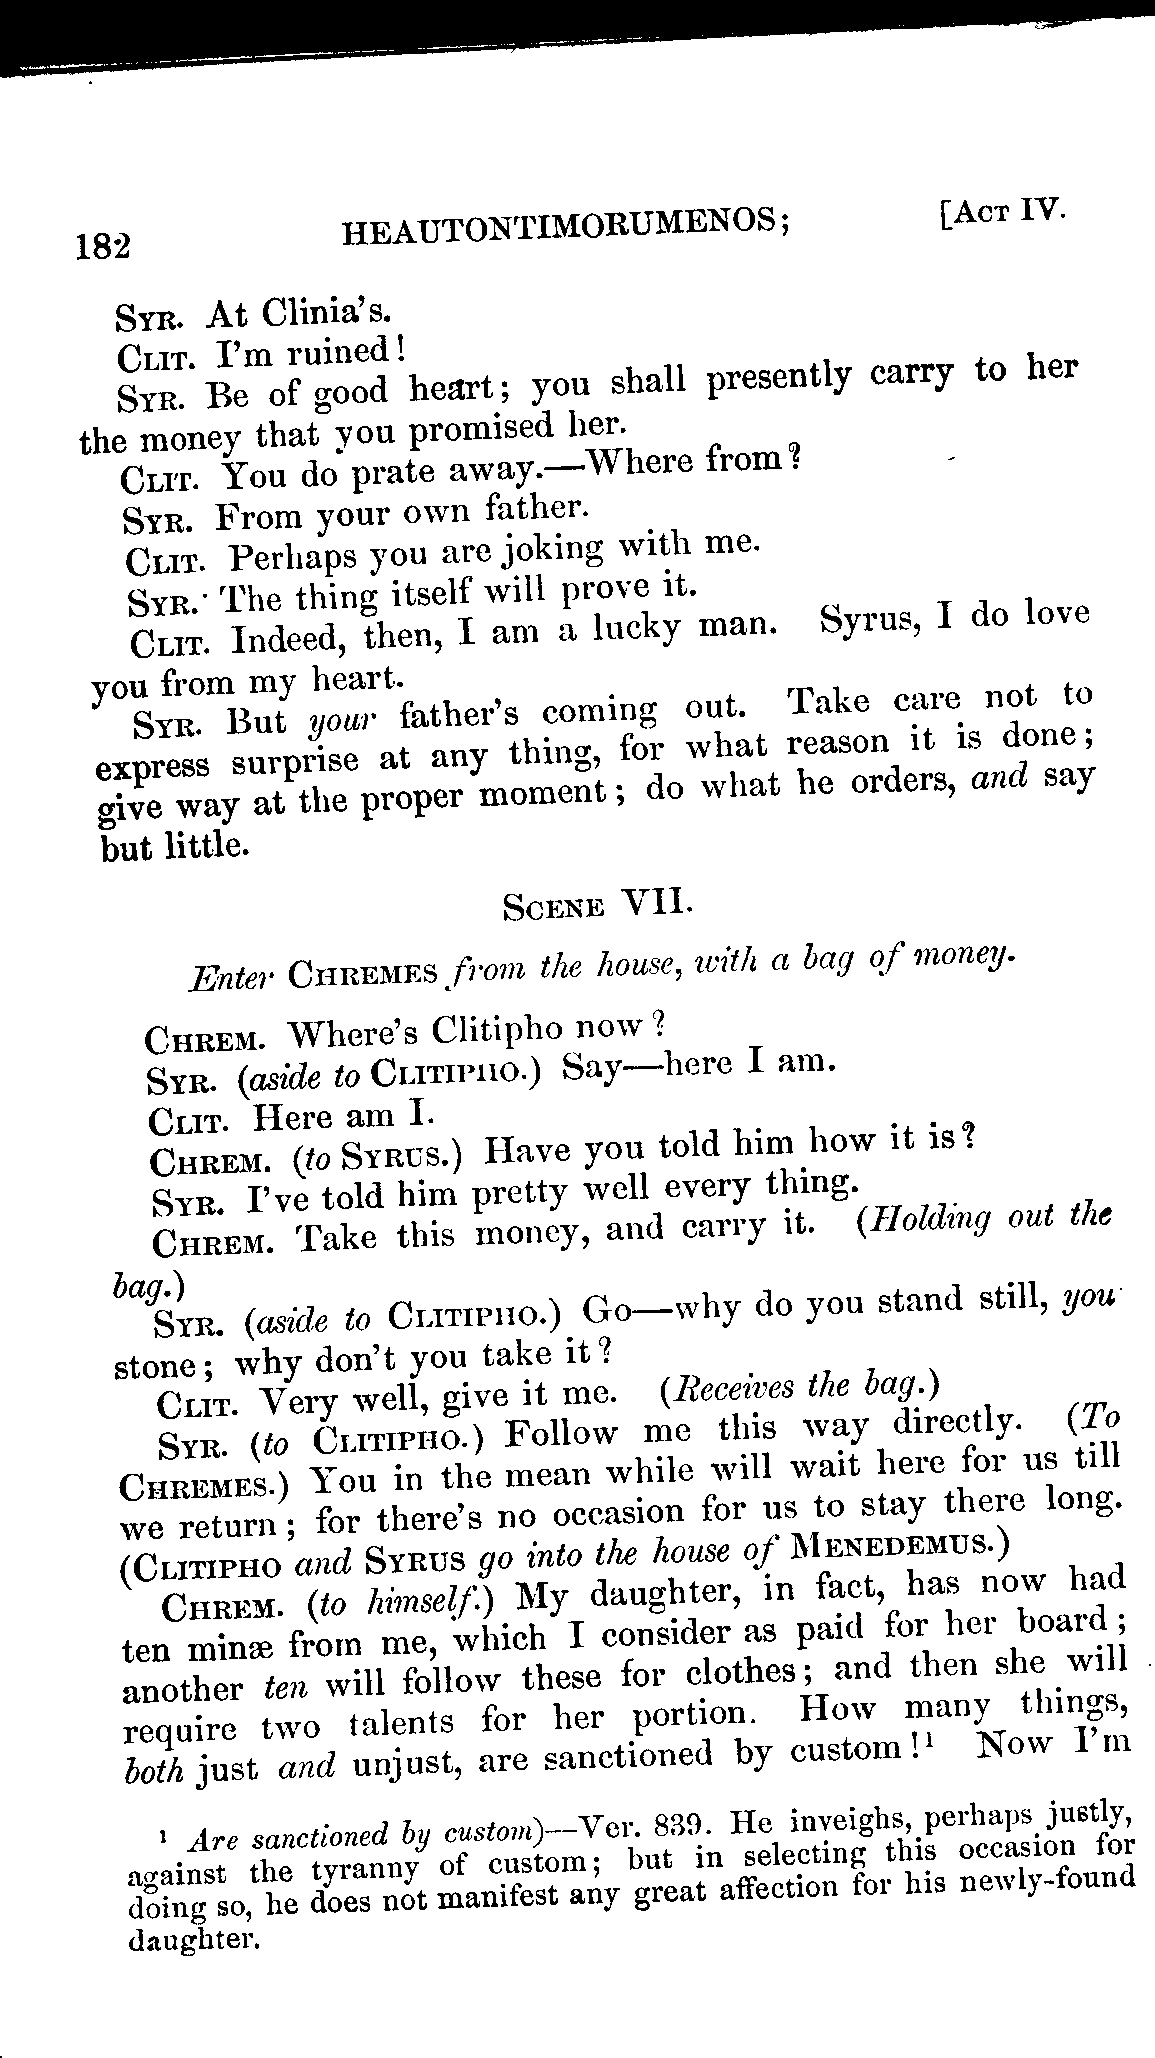 182 HEAUTONTIMORUMENOS; [ACT IV.
SYR. At Clinia's.
CLIT. I'm ruined!
SYR. Be of good heart; you shall presently carry to her
the money that you promised her.
CLIT. You do prate away.—Where from?
SYR. From your own father.
CLIT. Perhaps you are joking with me.
SYR. The thing itself will prove it.
CLIT. Indeed, then, I am a lucky man. Syrus, I do love
you from my heart.
SYR. But your father's coming out. Take care not to
express surprise at any thing, for what reason it is done;
give way at the proper moment; do what he orders, and say
but little.
SCENE VII.
Enter CHREMES from the house, with a bag of money.
CHREM. Where's Clitipho now?
SYR. (aside to CLITIPHO.) Say—here I am.
CLIT. Here am I.
CHREM. (to SYRUS.) Have you told him how it is?
SYR. I've told him pretty well every thing.
CHREM. Take this money, and carry it. (Holding out the
bag.)
SYR. (aside to CLITIPHO.) Go—why do you stand still, you
stone; why don't you take it?
CLIT. Very well, give it me. (Receives the bag.)
SYR. (to CLITIPHO.) Follow me this way directly. (To
CHREMES.) You in the mean while will wait here for us till
we return; for there's no occasion for us to stay there long.
(CLITIPHO and SYRUS go into the house of MENEDEMUS.)
CHREM. (to himself.) My daughter, in fact, has now had
ten minæ from me, which I consider as paid for her board;
another ten will follow these for clothes; and then she will
require two talents for her portion. How many things,
both just and unjust, are sanctioned by custom!¹ Now I'm
¹ Are sanctioned by custom)—Ver. 839. He inveighs, perhaps justly,
against the tyranny of custom; but in selecting this occasion for
doing so, he does not manifest any great affection for his newly-found
daughter.